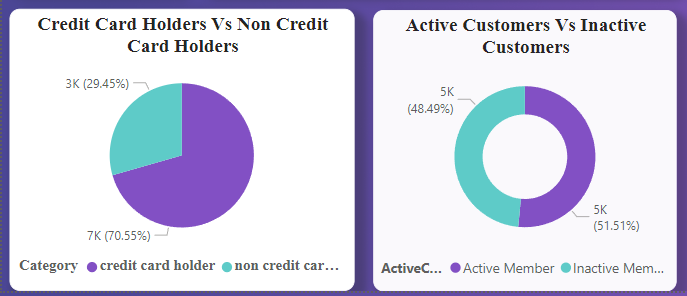 Credit Card Holders Vs Non Credit
Card Holders
3K (29.45%)
7K (70.55%)
Category credit card holder non credit car...
Active Customers Vs Inactive
Customers
5K
(48.49%)
5K
(51.51%)
ActiveC... Active Member Inactive Mem...